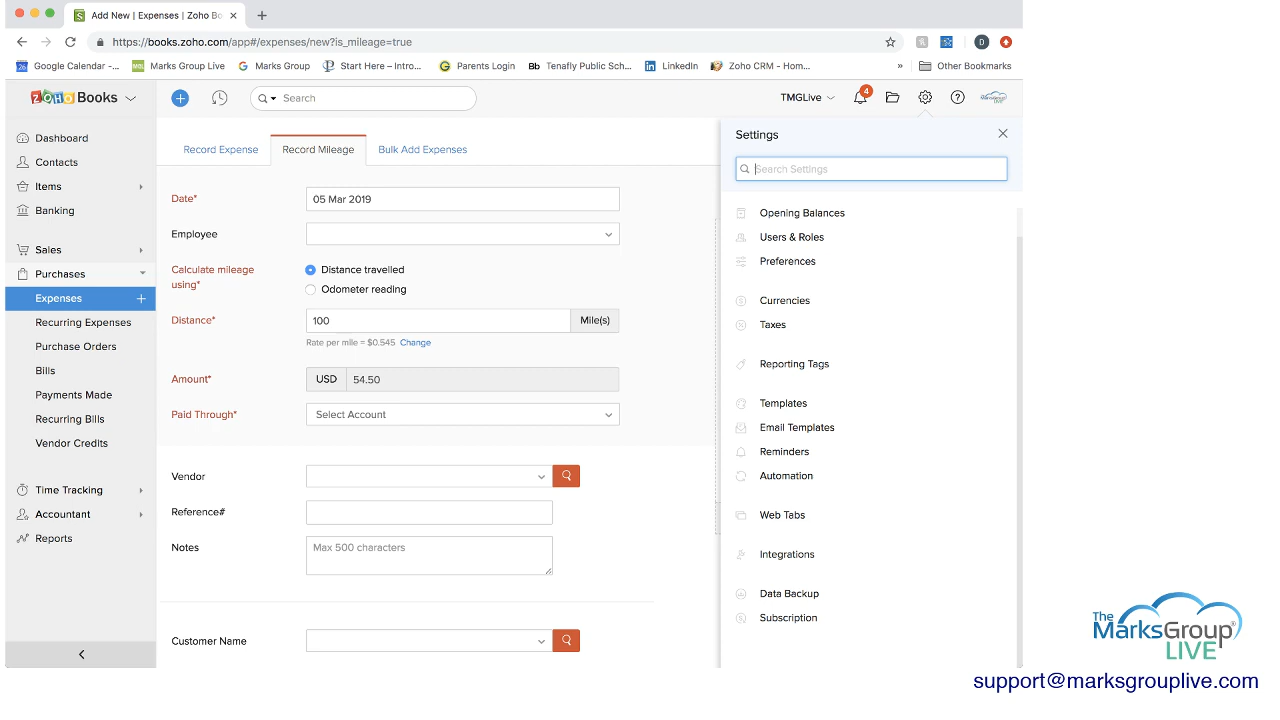 Add New | Expenses | Zoho Bo
https://books.zoho.com/app#/expenses/new?is_mileage=true
D
26 Google Calendar -... Marks Group Live Marks Group Start Here – Intro... Parents Login Bb Tenafly Public Sch... LinkedIn Zoho CRM - Hom... » Other Bookmarks
ZOHO Books
Search
TMGLive
4
Dashboard
Contacts
Items
Banking
Sales
Purchases
Expenses
Recurring Expenses
Purchase Orders
Bills
Payments Made
Recurring Bills
Vendor Credits
Time Tracking
Accountant
Reports
Record Expense Record Mileage Bulk Add Expenses
Date* 05 Mar 2019
Employee
Calculate mileage
using*
Distance travelled
Odometer reading
Distance* 100 Mile(s)
Rate per mile = $0.545 Change
Amount* USD 54.50
Paid Through* Select Account
Vendor
Reference#
Notes Max 500 characters
Customer Name
Settings
Search Settings
Opening Balances
Users & Roles
Preferences
Currencies
Taxes
Reporting Tags
Templates
Email Templates
Reminders
Automation
Web Tabs
Integrations
Data Backup
Subscription
The
MarksGroup®
LIVE
support@marksgrouplive.com